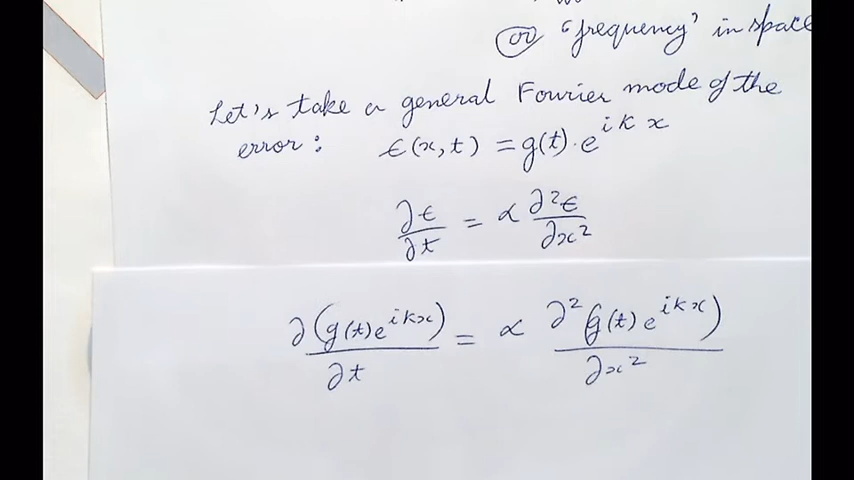 (or) 'frequency' in space
Let's take a general Fourier mode of the
error: ϵ(x,t) = g(t)·e^{ikx}
∂ϵ/∂t = α ∂²ϵ/∂x²
∂(g(t)e^{ikx})/∂t = α ∂²(g(t)e^{ikx})/∂x²